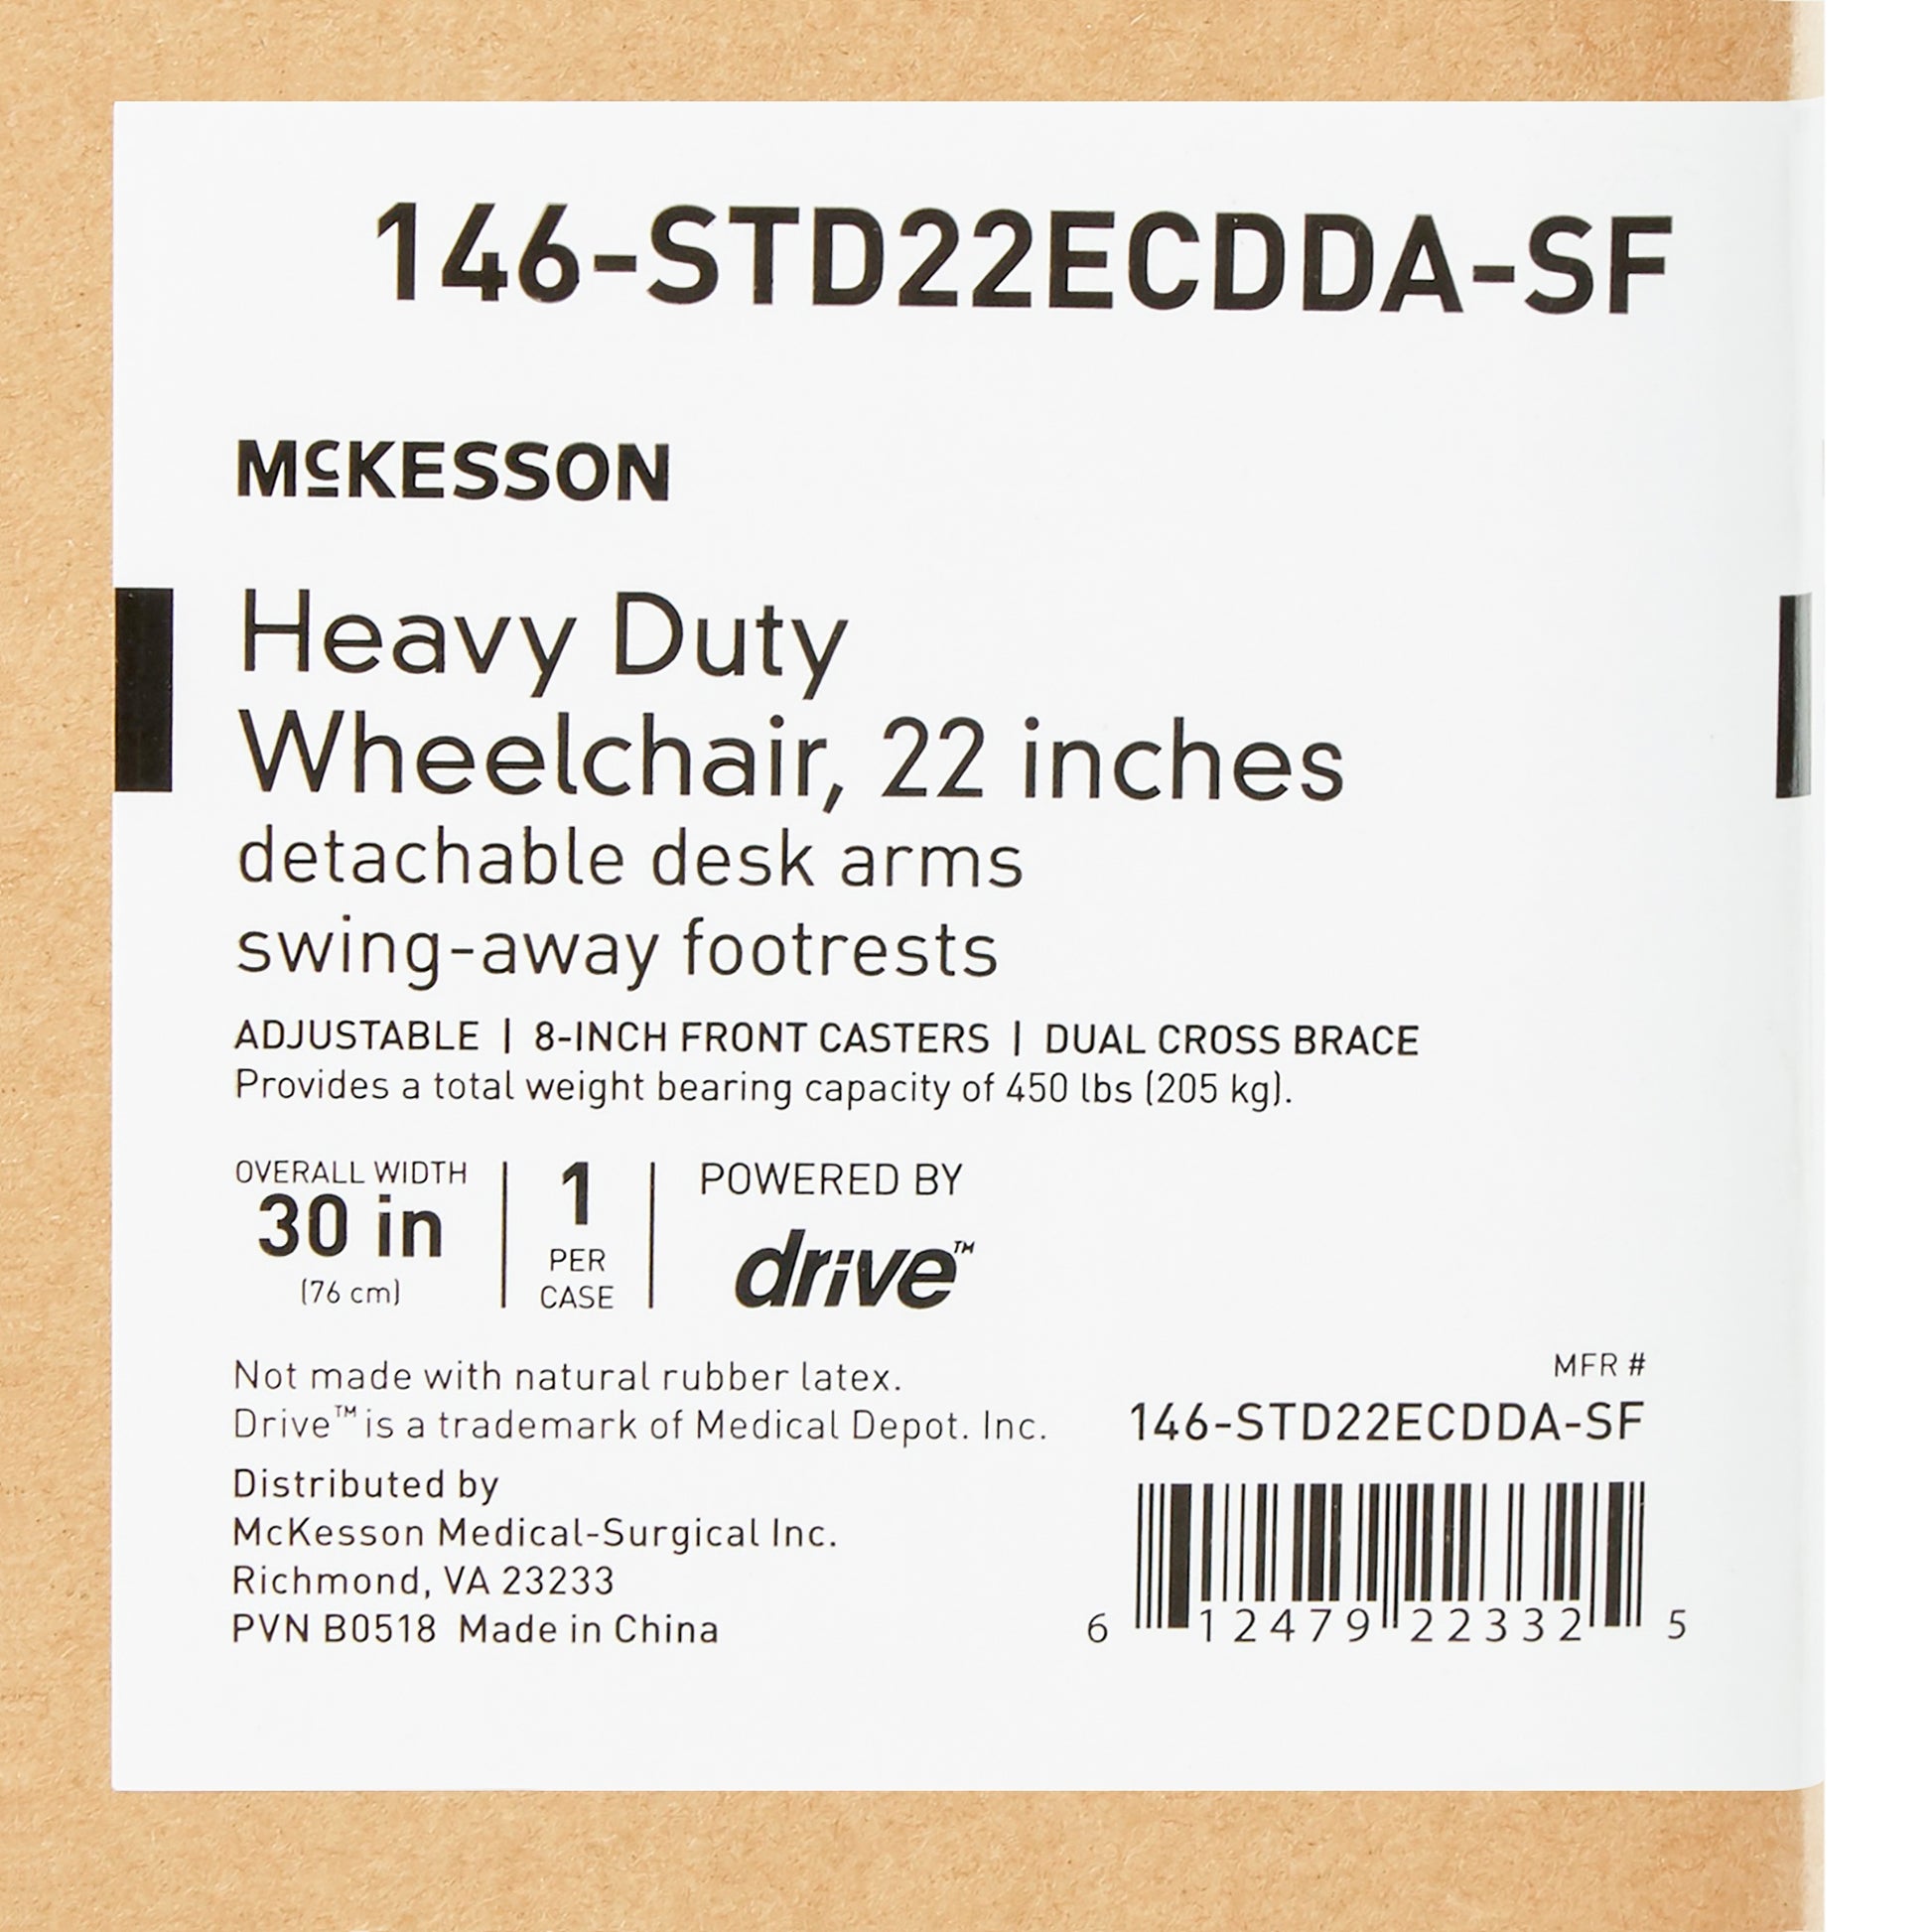 146-STD22ECDDA-SF
McKESSON
Heavy Duty
Wheelchair, 22 inches
detachable desk arms
swing-away footrests
ADJUSTABLE | 8-INCH FRONT CASTERS | DUAL CROSS BRACE
Provides a total weight bearing capacity of 450 lbs (205 kg).
OVERALL WIDTH
30 in
(76 cm)
1
PER
CASE
POWERED BY
drive™
Not made with natural rubber latex.
Drive™ is a trademark of Medical Depot. Inc.
Distributed by
McKesson Medical-Surgical Inc.
Richmond, VA 23233
PVN B0518 Made in China
MFR #
146-STD22ECDDA-SF
6 12479 22332 5